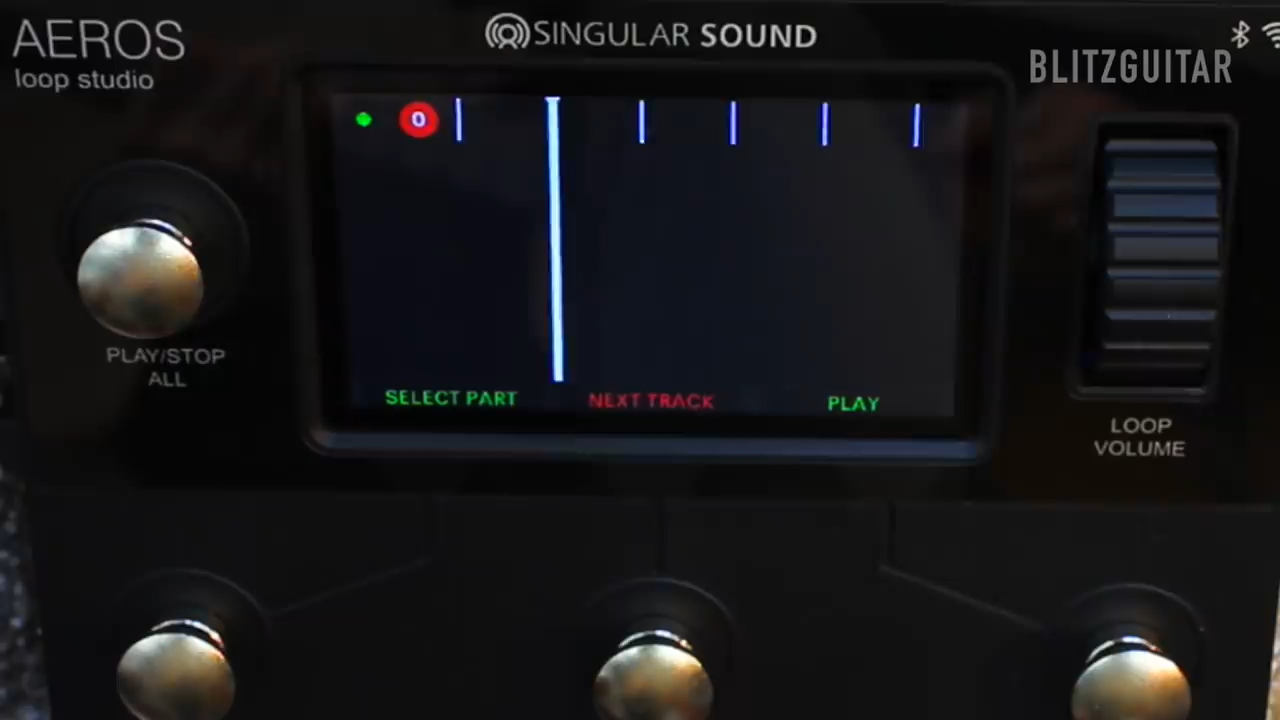 AEROS
loop studio
SINGULAR SOUND
BLITZGUITAR
0
SELECT PART
NEXT TRACK
PLAY
PLAY/STOP
ALL
LOOP
VOLUME